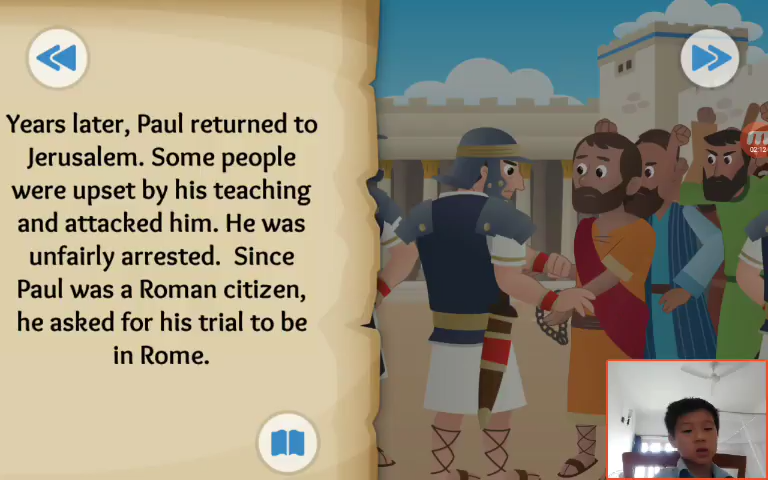 Years later, Paul returned to
Jerusalem. Some people
were upset by his teaching
and attacked him. He was
unfairly arrested.  Since
Paul was a Roman citizen,
he asked for his trial to be
in Rome.